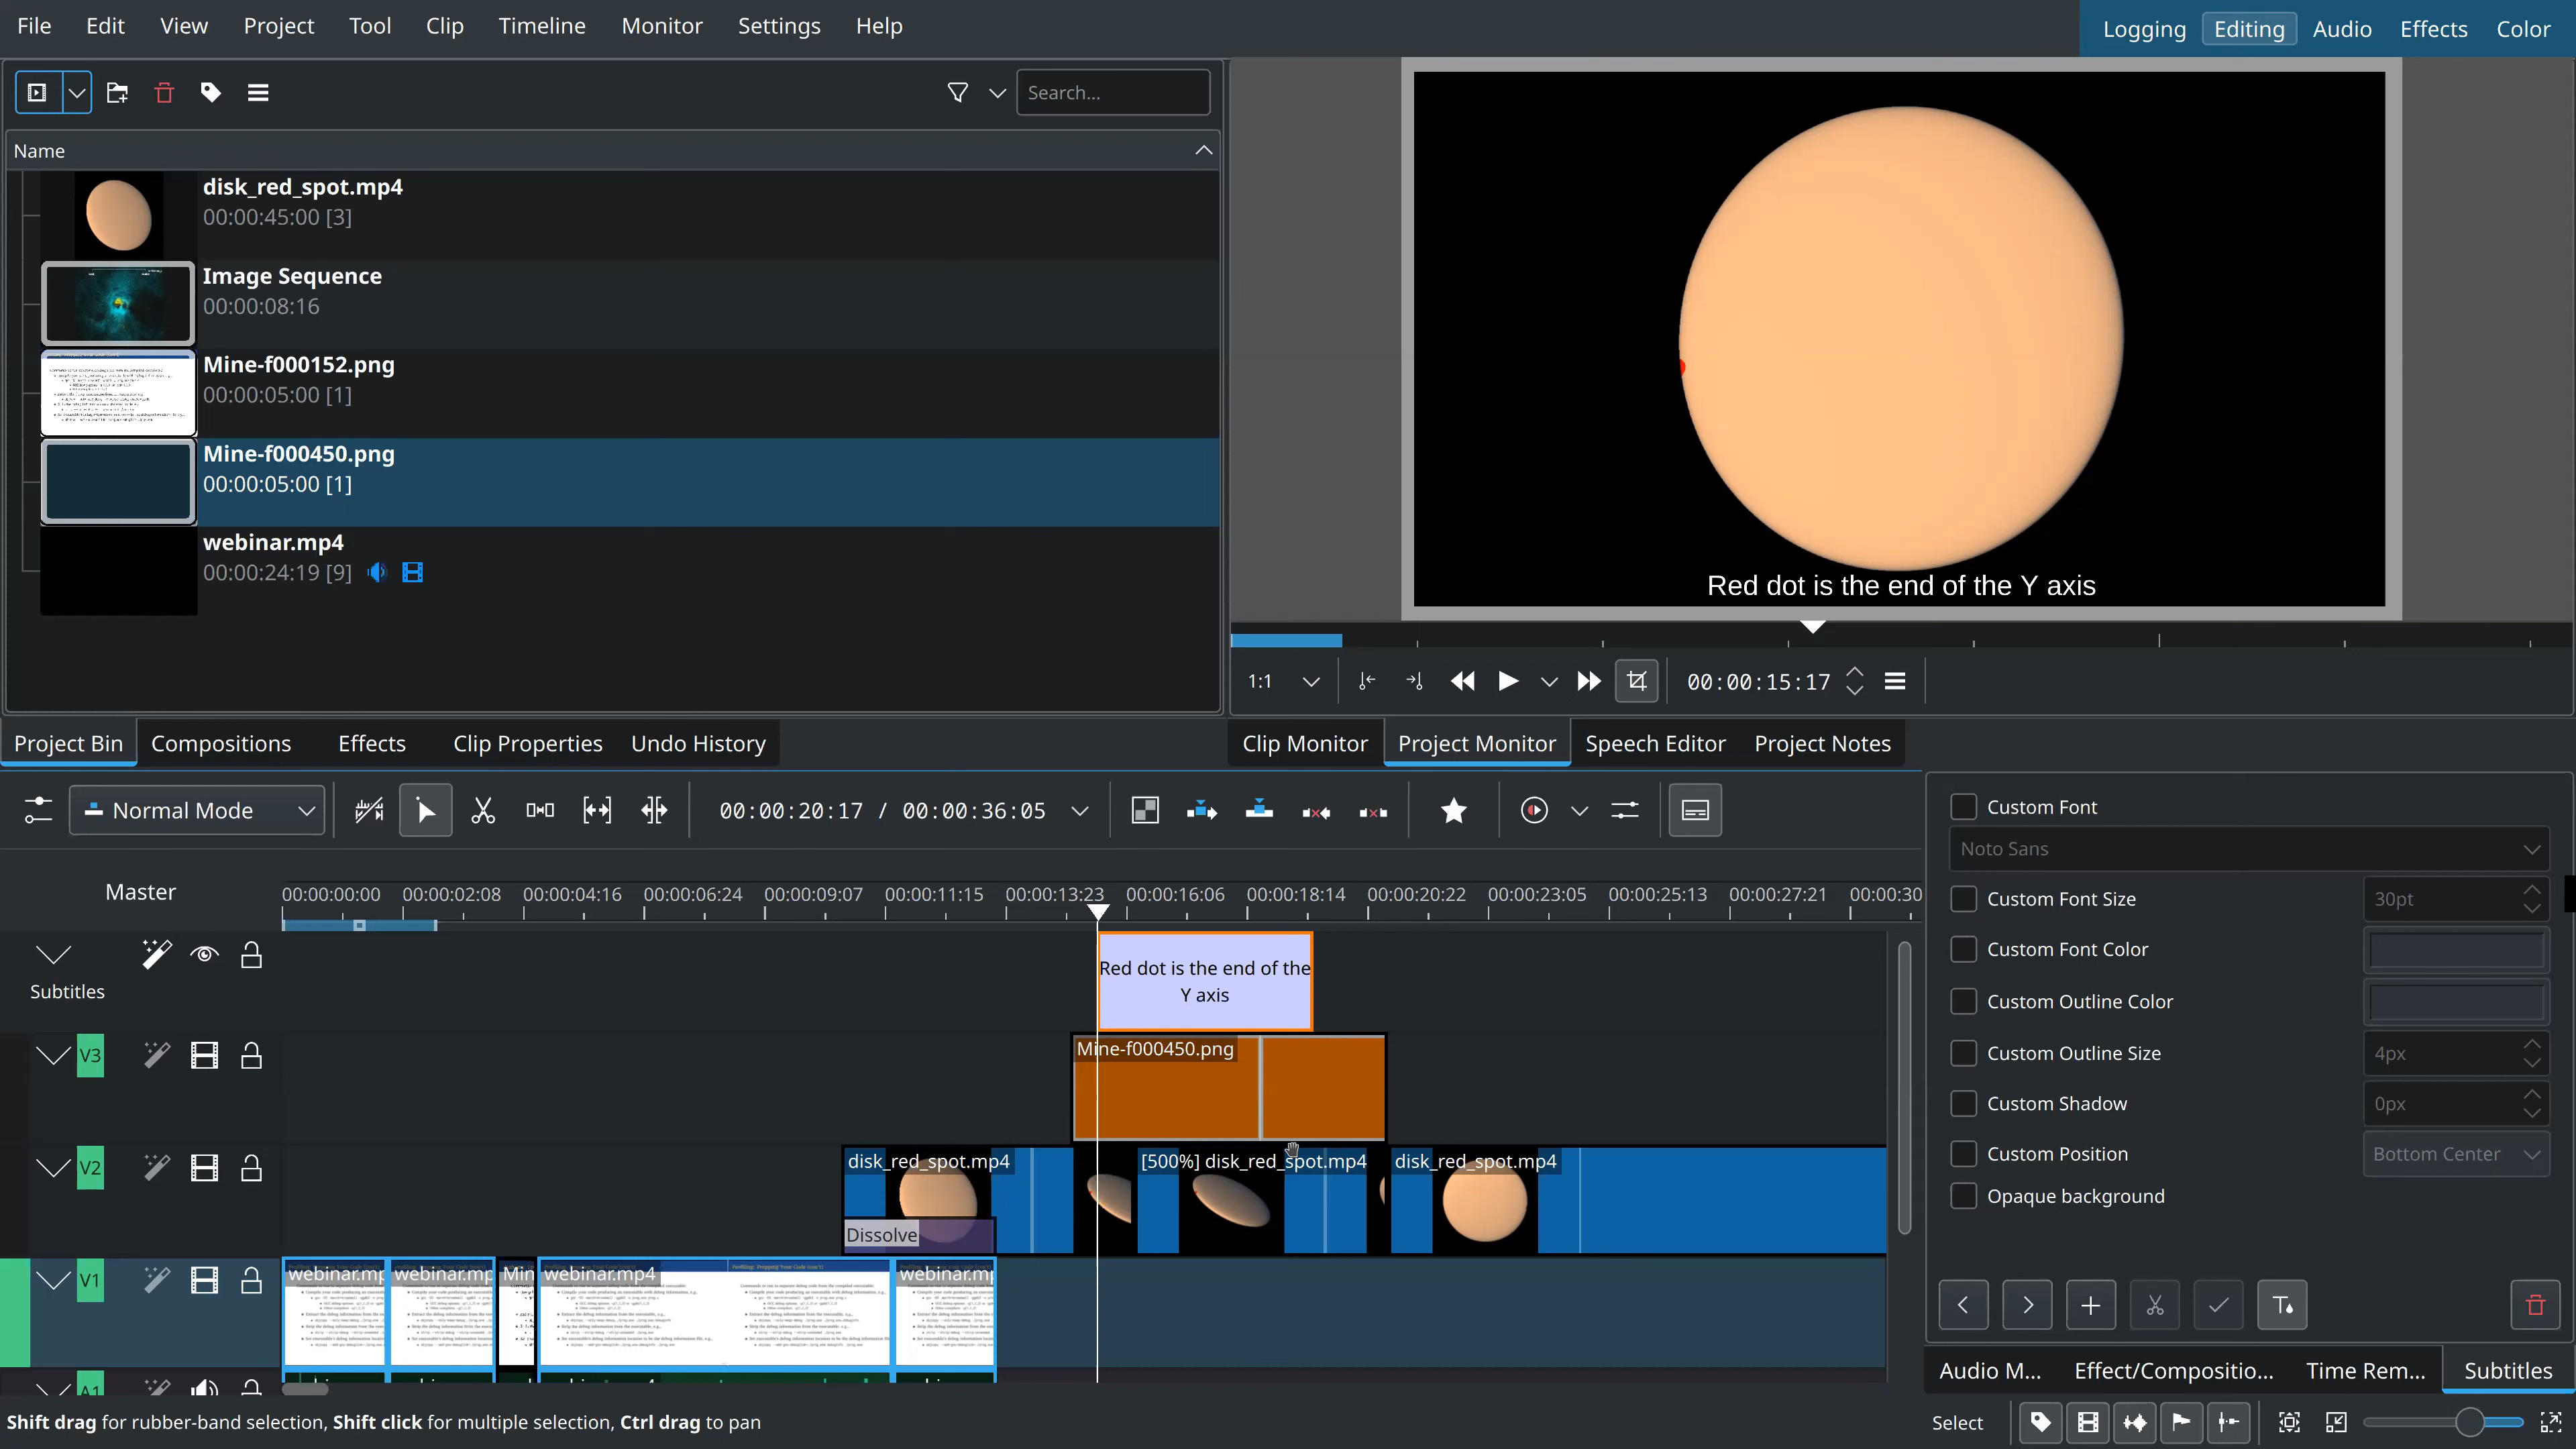 File Edit View Project Tool Clip Timeline Monitor Settings Help
Logging Editing Audio Effects Color
Search...
Name
disk_red_spot.mp4
00:00:45:00 [3]
Image Sequence
00:00:08:16
Mine-f000152.png
00:00:05:00 [1]
Mine-f000450.png
00:00:05:00 [1]
webinar.mp4
00:00:24:19 [9]
Red dot is the end of the Y axis
1:1
00:00:15:17
Project Bin Compositions Effects Clip Properties Undo History
Clip Monitor Project Monitor Speech Editor Project Notes
Normal Mode
00:00:20:17 / 00:00:36:05
Master
00:00:00:00 00:00:02:08 00:00:04:16 00:00:06:24 00:00:09:07 00:00:11:15 00:00:13:23 00:00:16:06 00:00:18:14 00:00:20:22 00:00:23:05 00:00:25:13 00:00:27:21 00:00:30
Subtitles
Red dot is the end of the
Y axis
V3
Mine-f000450.png
V2
disk_red_spot.mp4
[500%] disk_red_spot.mp4
disk_red_spot.mp4
Dissolve
V1
webinar.mp webinar.mp Min webinar.mp4 webinar.mp
A1
Custom Font
Noto Sans
Custom Font Size 30pt
Custom Font Color
Custom Outline Color
Custom Outline Size 4px
Custom Shadow 0px
Custom Position Bottom Center
Opaque background
Audio M... Effect/Compositio... Time Rem... Subtitles
Shift drag for rubber-band selection, Shift click for multiple selection, Ctrl drag to pan
Select